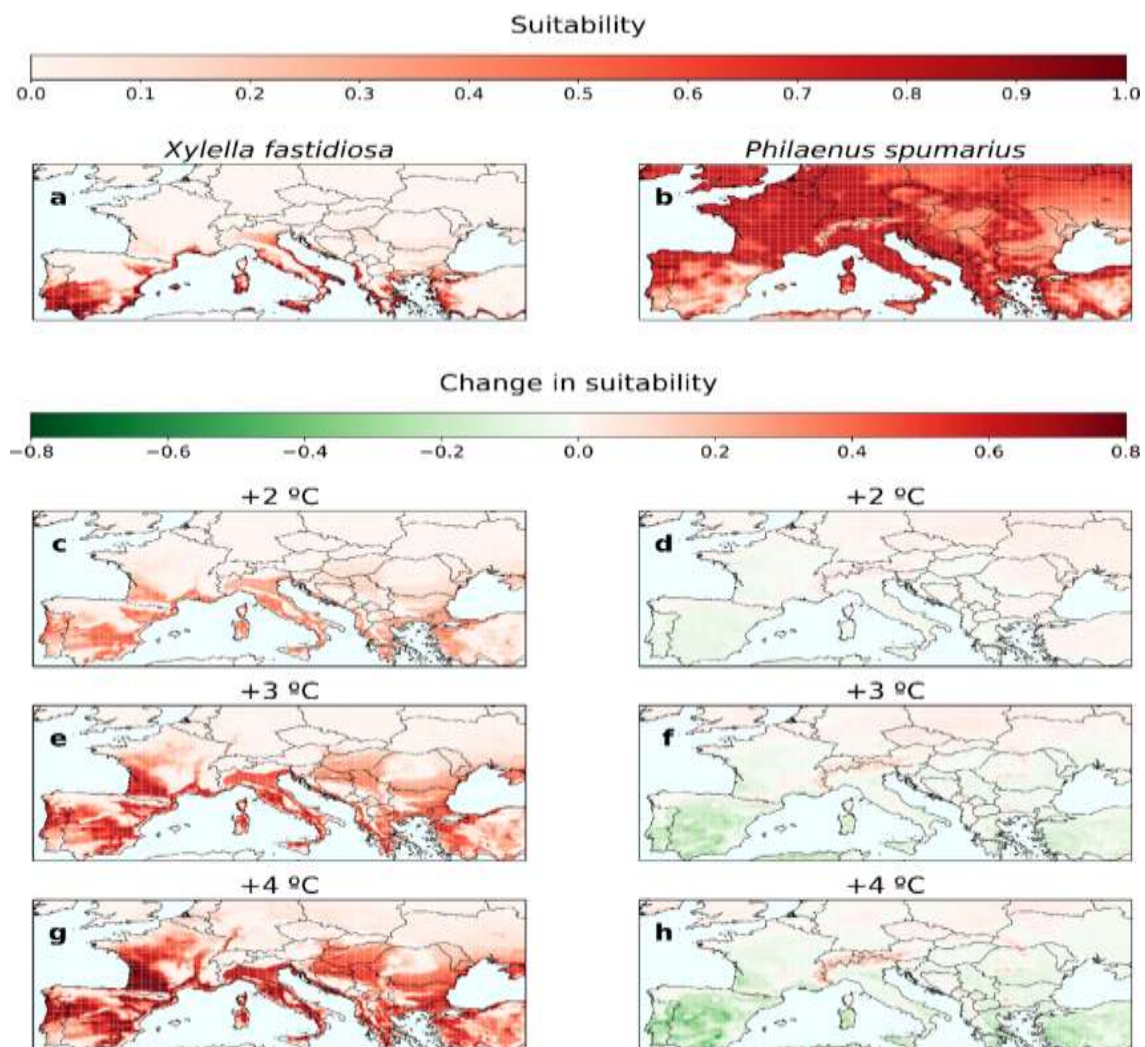 Suitability
0.0 0.1 0.2 0.3 0.4 0.5 0.6 0.7 0.8 0.9 1.0
Xylella fastidiosa Philaenus spumarius
a b
Change in suitability
−0.8 −0.6 −0.4 −0.2 0.0 0.2 0.4 0.6 0.8
+2 ºC +2 ºC
c d
+3 ºC +3 ºC
e f
+4 ºC +4 ºC
g h